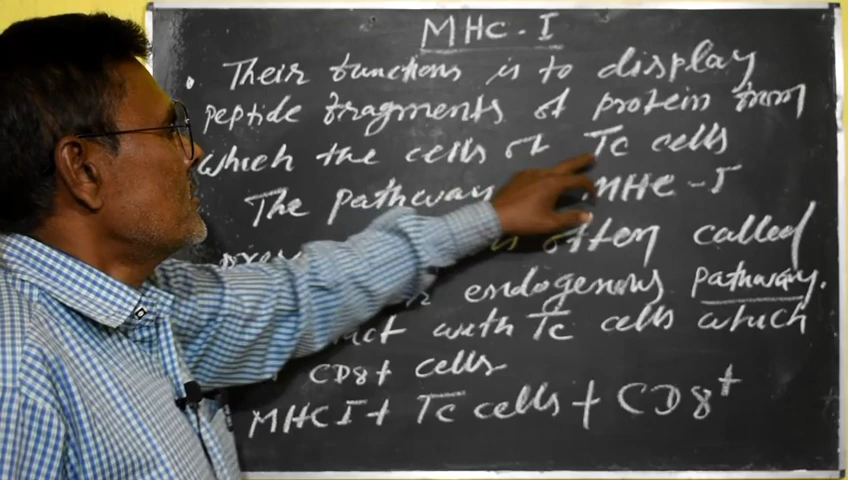 MHC-I
• Their functions is to display
peptide fragments of protein from
which the cells of Tc cells
The Pathway MHC-I
is often called
endogenous pathway.
with Tc cells which
CD8+ cells
MHC I + Tc cells + CD8+